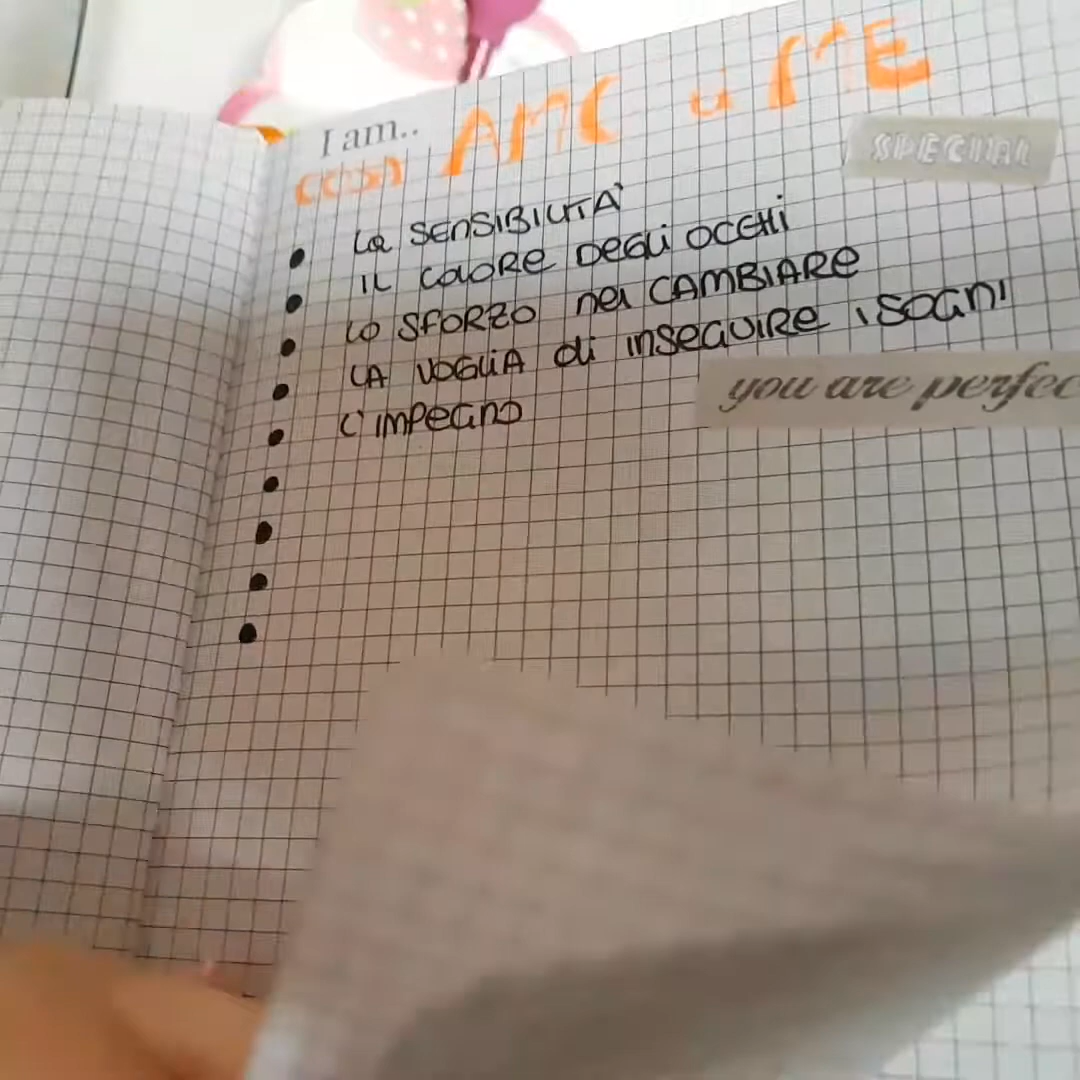 I am..
COSA AMO di ME
SPECIAL
La SENSIBILITA'
IL COLORE DEGLI OCCHI
LO SFORZO nel CAMBIARE
LA VOGLIA di INSEGUIRE I SOGNI
you are perfec
L'IMPEGNO